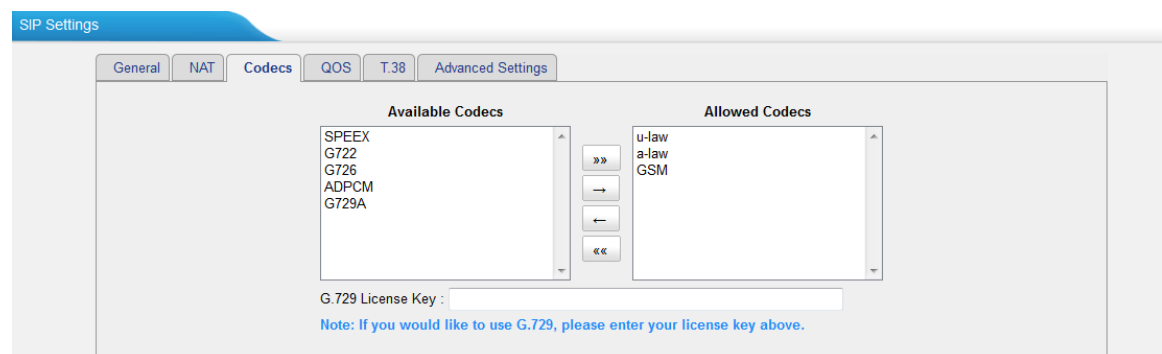 SIP Settings
General NAT Codecs QOS T.38 Advanced Settings
Available Codecs
SPEEX
G722
G726
ADPCM
G729A
»»
→
←
««
Allowed Codecs
u-law
a-law
GSM
G.729 License Key :
Note: If you would like to use G.729, please enter your license key above.